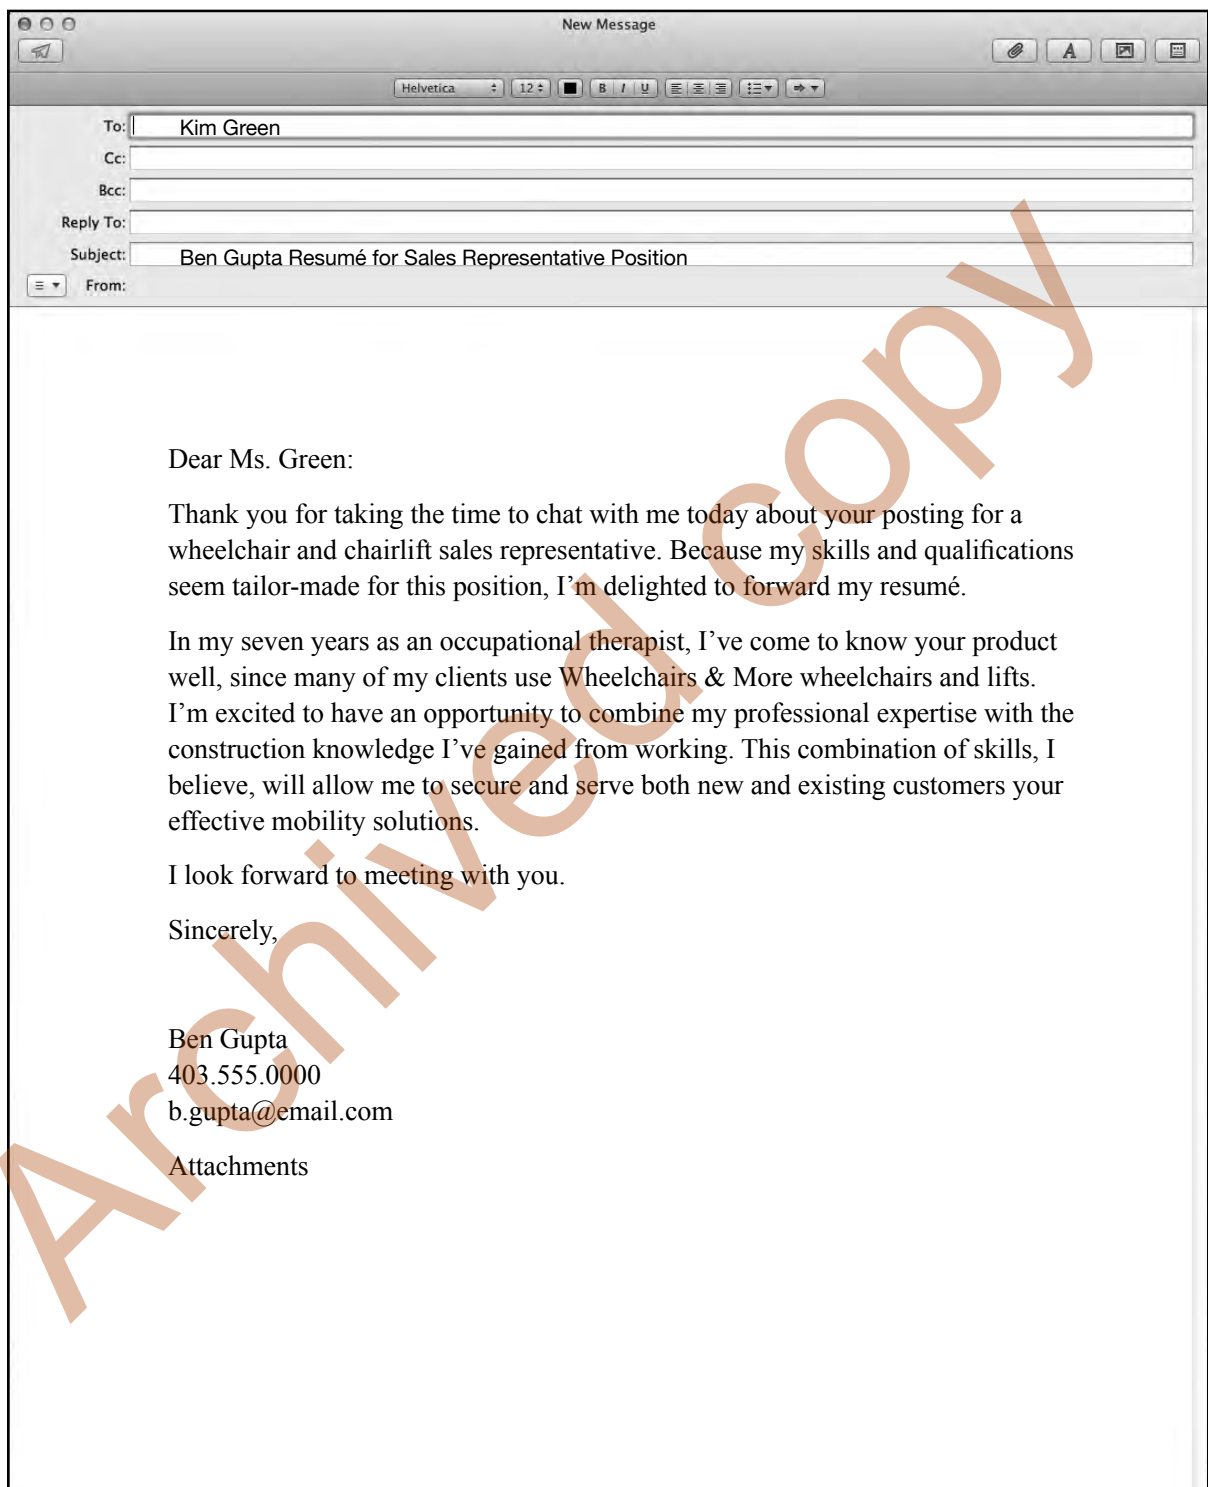 New Message
Helvetica 12 B I U
To: Kim Green
Cc:
Bcc:
Reply To:
Subject: Ben Gupta Resumé for Sales Representative Position
From:
Dear Ms. Green:
Thank you for taking the time to chat with me today about your posting for a
wheelchair and chairlift sales representative. Because my skills and qualifications
seem tailor-made for this position, I’m delighted to forward my resumé.
In my seven years as an occupational therapist, I’ve come to know your product
well, since many of my clients use Wheelchairs & More wheelchairs and lifts.
I’m excited to have an opportunity to combine my professional expertise with the
construction knowledge I’ve gained from working. This combination of skills, I
believe, will allow me to secure and serve both new and existing customers your
effective mobility solutions.
I look forward to meeting with you.
Sincerely,
Ben Gupta
403.555.0000
b.gupta@email.com
Attachments
Archived copy